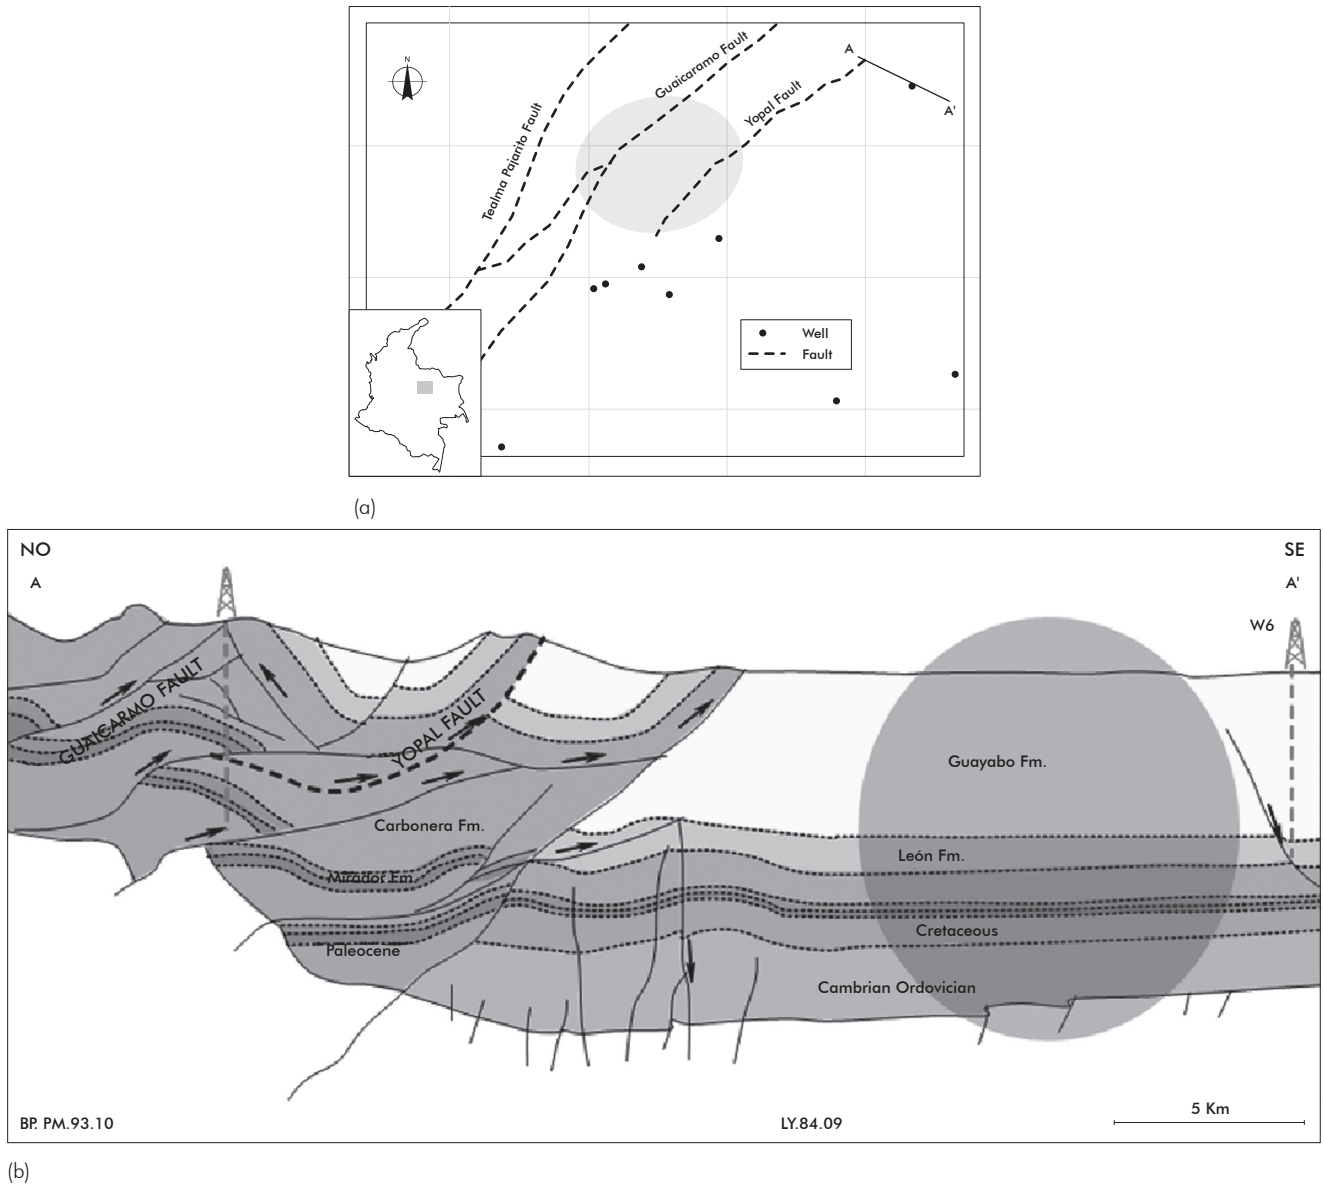 N
Tealma Pajarito Fault
Guaicaramo Fault
Yopal Fault
A
A'
Well
Fault
(a)
NO
SE
A
A'
W6
GUAICARMO FAULT
YOPAL FAULT
Guayabo Fm.
Carbonera Fm.
León Fm.
Mirador Fm.
Cretaceous
Paleocene
Cambrian Ordovician
5 Km
BP. PM.93.10
LY.84.09
(b)